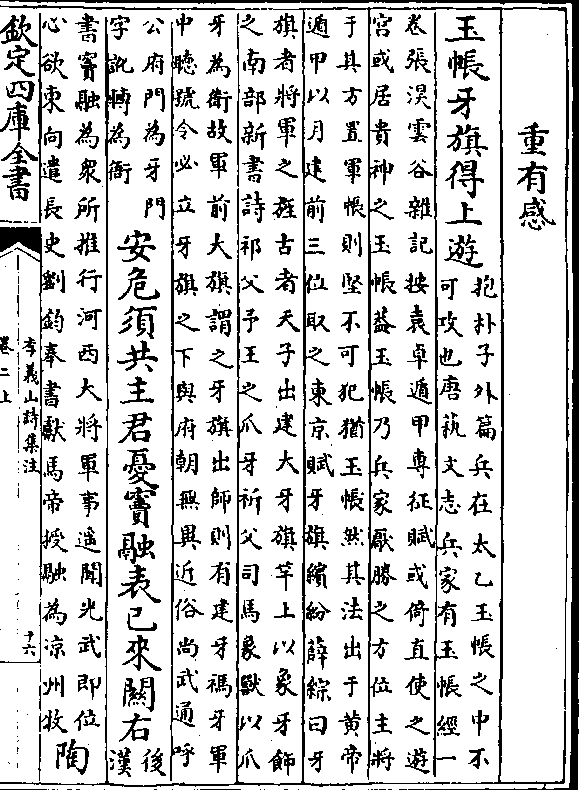 重有感
玉帳牙旗得上遊
抱朴子外篇兵在太乙玉帳之中不
可攻也唐藝文志兵家有玉帳經一
卷張淏雲谷雜記按袁卓遁甲専征賦或倚直使之遊
宮或居貴神之玉帳葢玉帳乃兵家厭勝之方位主將
于其方置軍帳則堅不可犯猶玉帳然其法出于黃帝
遁甲以月建前三位取之東京賦牙旗繽紛薛綜曰牙
旗者將軍之旌古者天子出建大牙旗竿上以象牙飾
之南部新書詩祁父予王之爪牙祈父司馬象獸以爪
牙為衛故軍前大旗謂之牙旗出師則有建牙禡牙軍
中聴號令必立牙旗之下與府朝無異近俗尚武通呼
公府門為牙門
字訛轉為衙
安危須共主君憂竇融表已來關右
後
漢
書竇融為衆所推行河西大將軍事遥聞光武即位
心欲東向遣長史劉鈞奉書獻馬帝授融為凉州牧
陶
欽定四庫全書
李義山詩集注
卷二上
十六